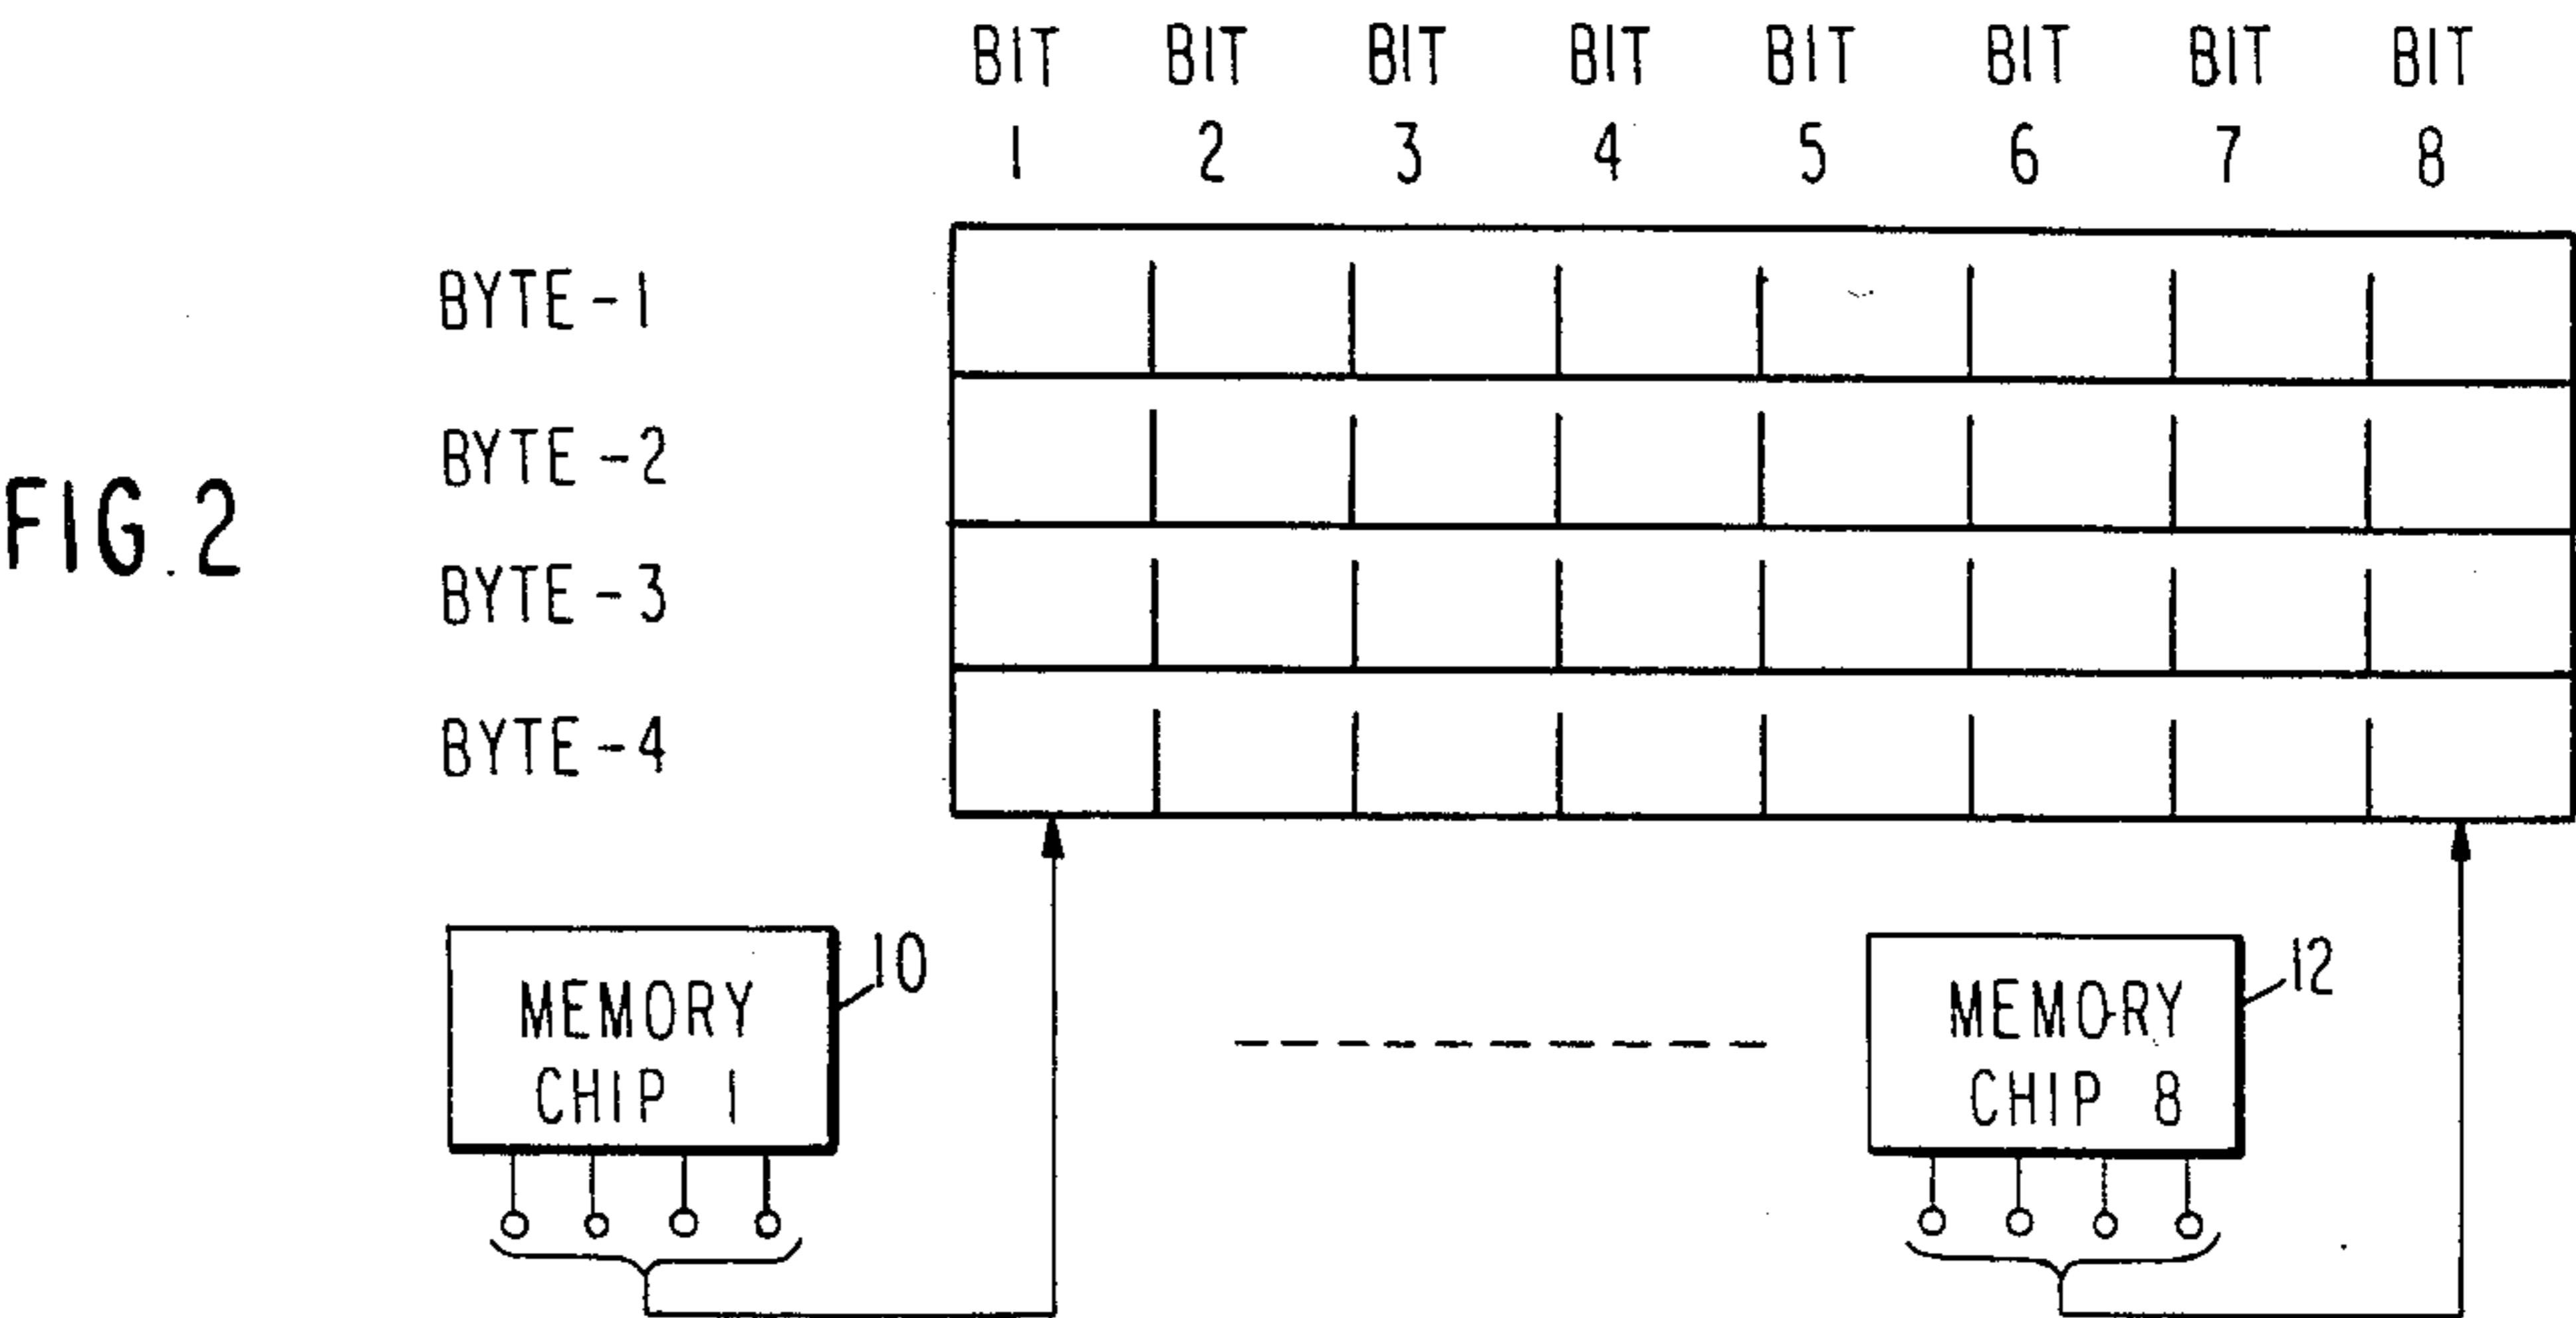 BIT BIT BIT BIT BIT BIT BIT BIT
1 2 3 4 5 6 7 8
BYTE-1
BYTE-2
FIG. 2
BYTE-3
BYTE-4
MEMORY
CHIP 1
10
MEMORY
CHIP 8
12